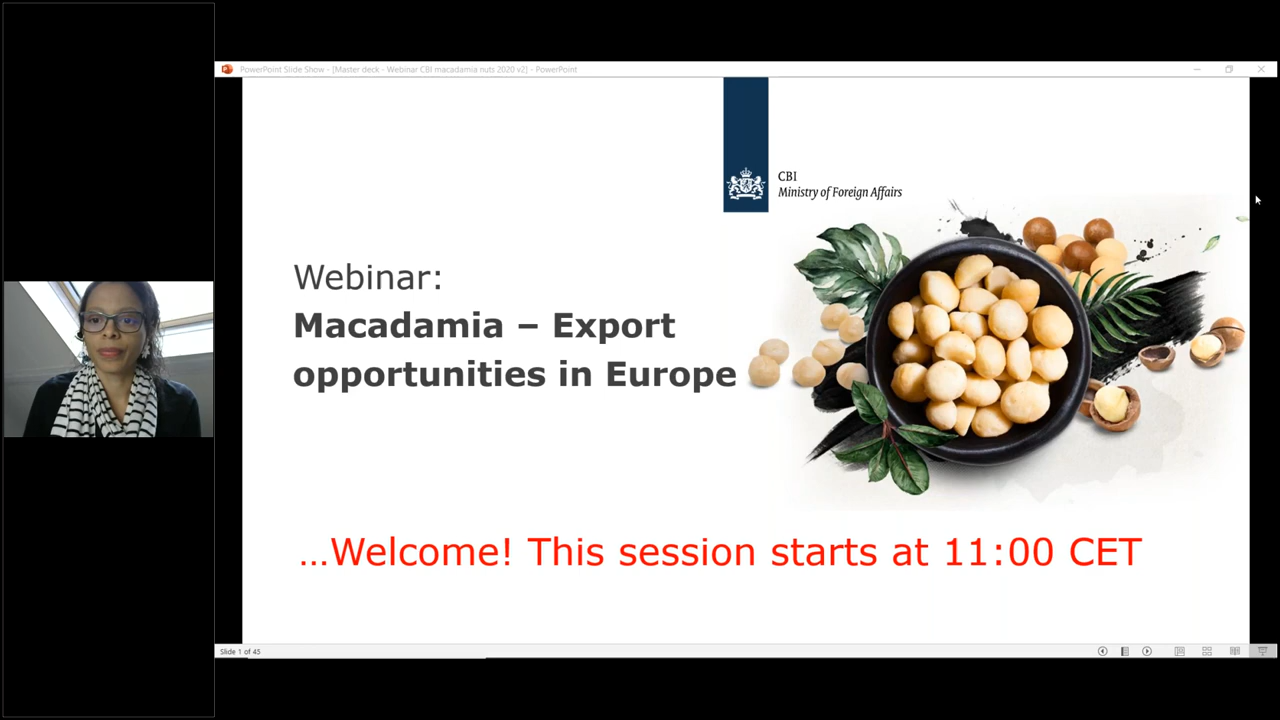 PowerPoint Slide Show - [Master deck - Webinar CBI macadamia nuts 2020 v2] - PowerPoint
CBI
Ministry of Foreign Affairs
Webinar:
Macadamia – Export
opportunities in Europe
...Welcome! This session starts at 11:00 CET
Slide 1 of 45